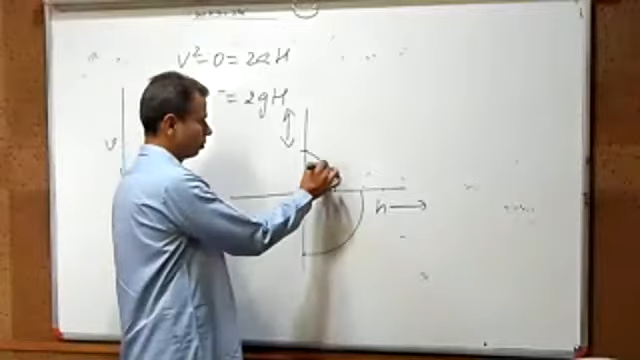 v²-0 = 2aH
= 2gH
v
h →